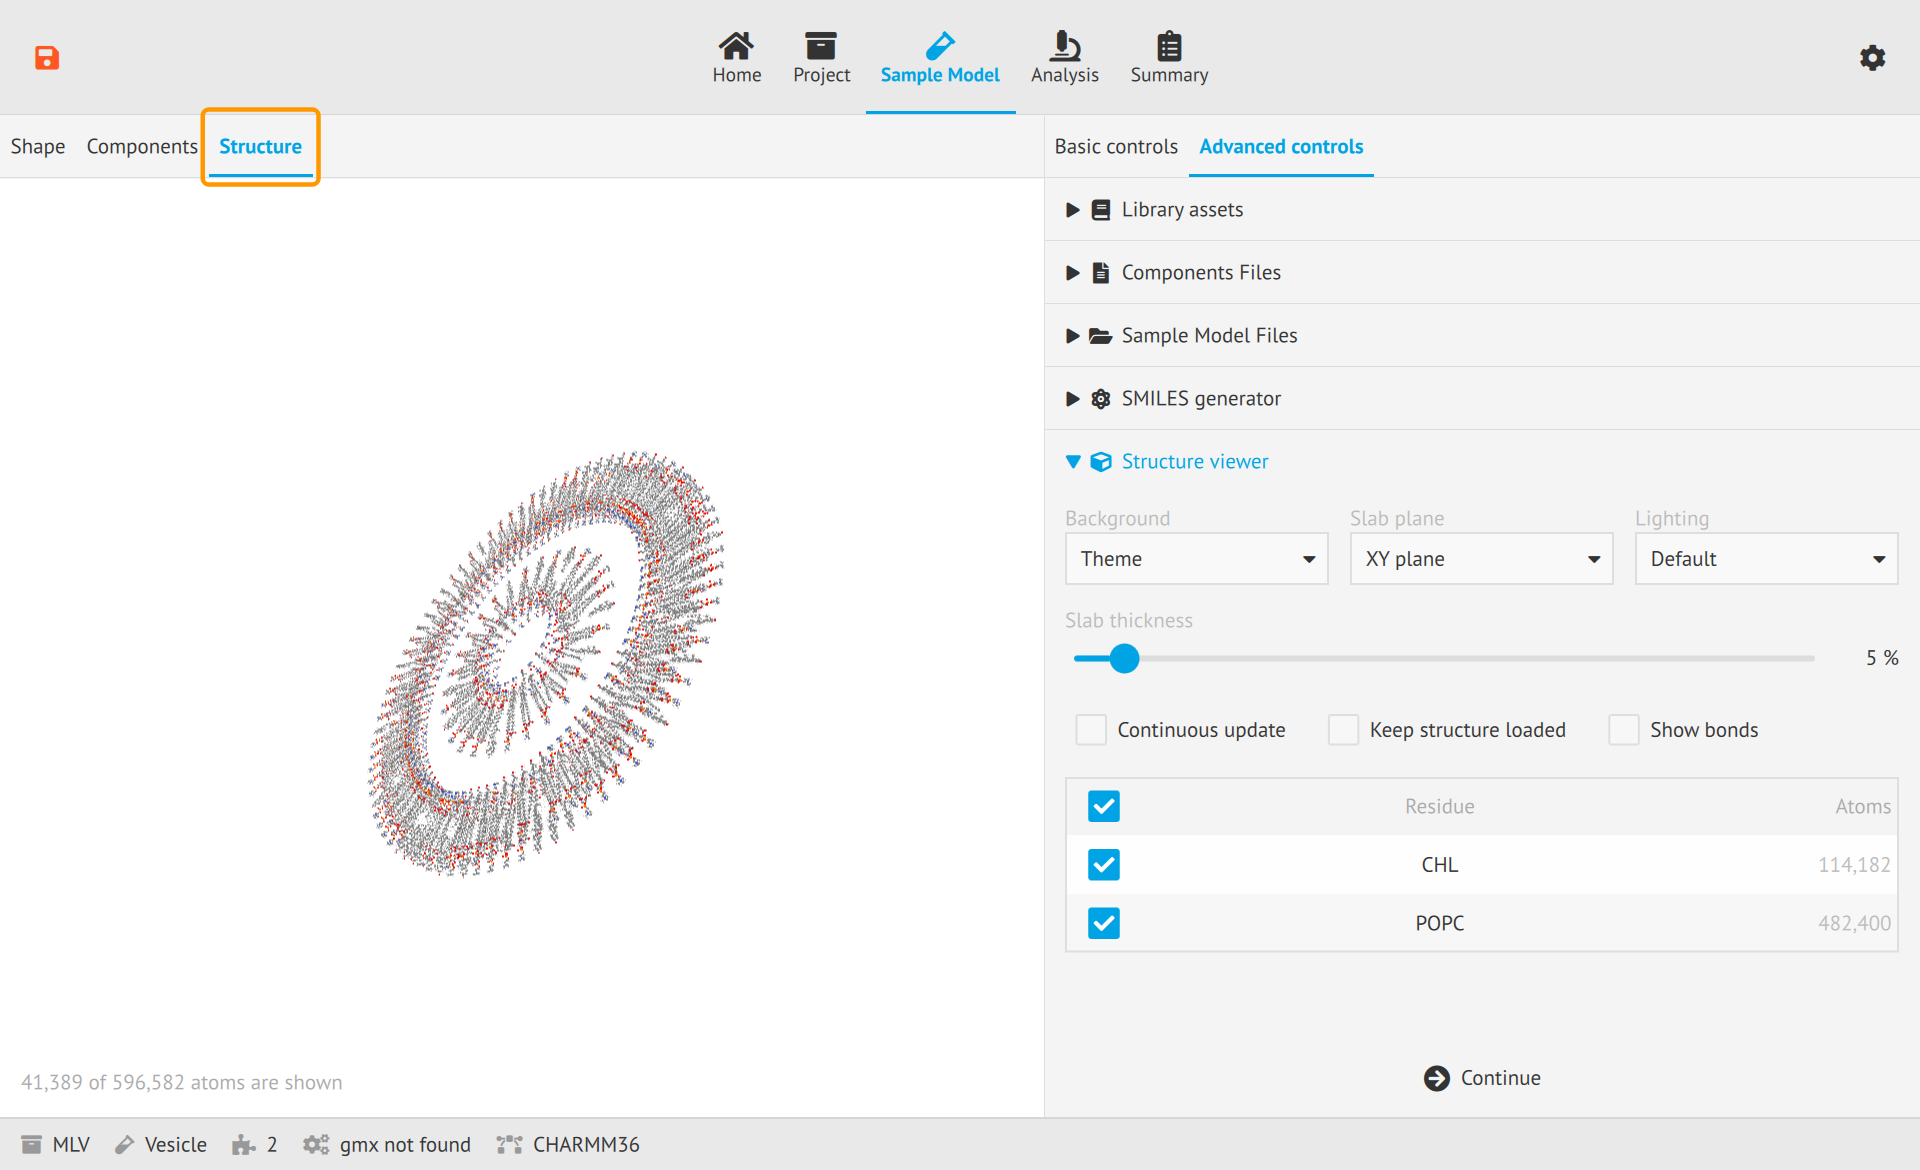 Home Project Sample Model Analysis Summary
Shape Components Structure
Basic controls Advanced controls
Library assets
Components Files
Sample Model Files
SMILES generator
Structure viewer
Background Slab plane Lighting
Theme XY plane Default
Slab thickness
5 %
Continuous update Keep structure loaded Show bonds
Residue Atoms
CHL 114,182
POPC 482,400
Continue
41,389 of 596,582 atoms are shown
MLV Vesicle 2 gmx not found CHARMM36